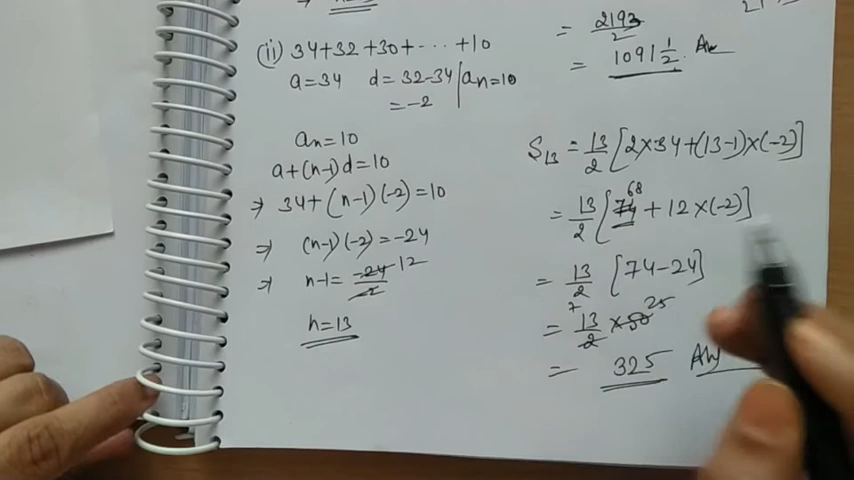 (ii) 34+32+30+ ··· +10
a=34 d=32-34 | an=10
=-2
an=10
a+(n-1)d=10
⇒ 34+(n-1)(-2)=10
⇒ (n-1)(-2)=-24
⇒ n-1= -24/-2 12
n=13
= 2193/2
= 1091 1/2 .
S13 = 13/2 [2×34+(13-1)×(-2)]
= 13/2 [74 68 + 12×(-2)]
= 13/2 [74-24]
= 13/2 ×50 25
= 325 Ans